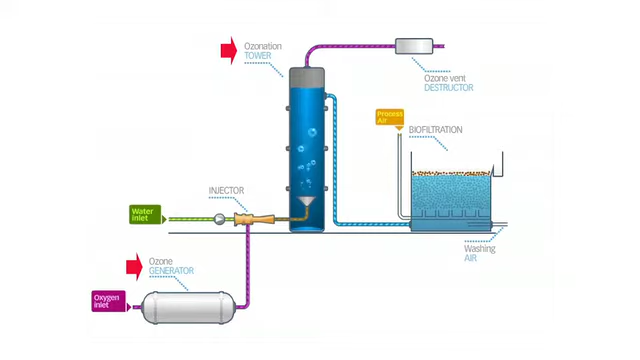 Ozonation
TOWER
Ozone vent
DESTRUCTOR
Process
Air
BIOFILTRATION
INJECTOR
Water
inlet
Washing
AIR
Ozone
GENERATOR
Oxygen
inlet